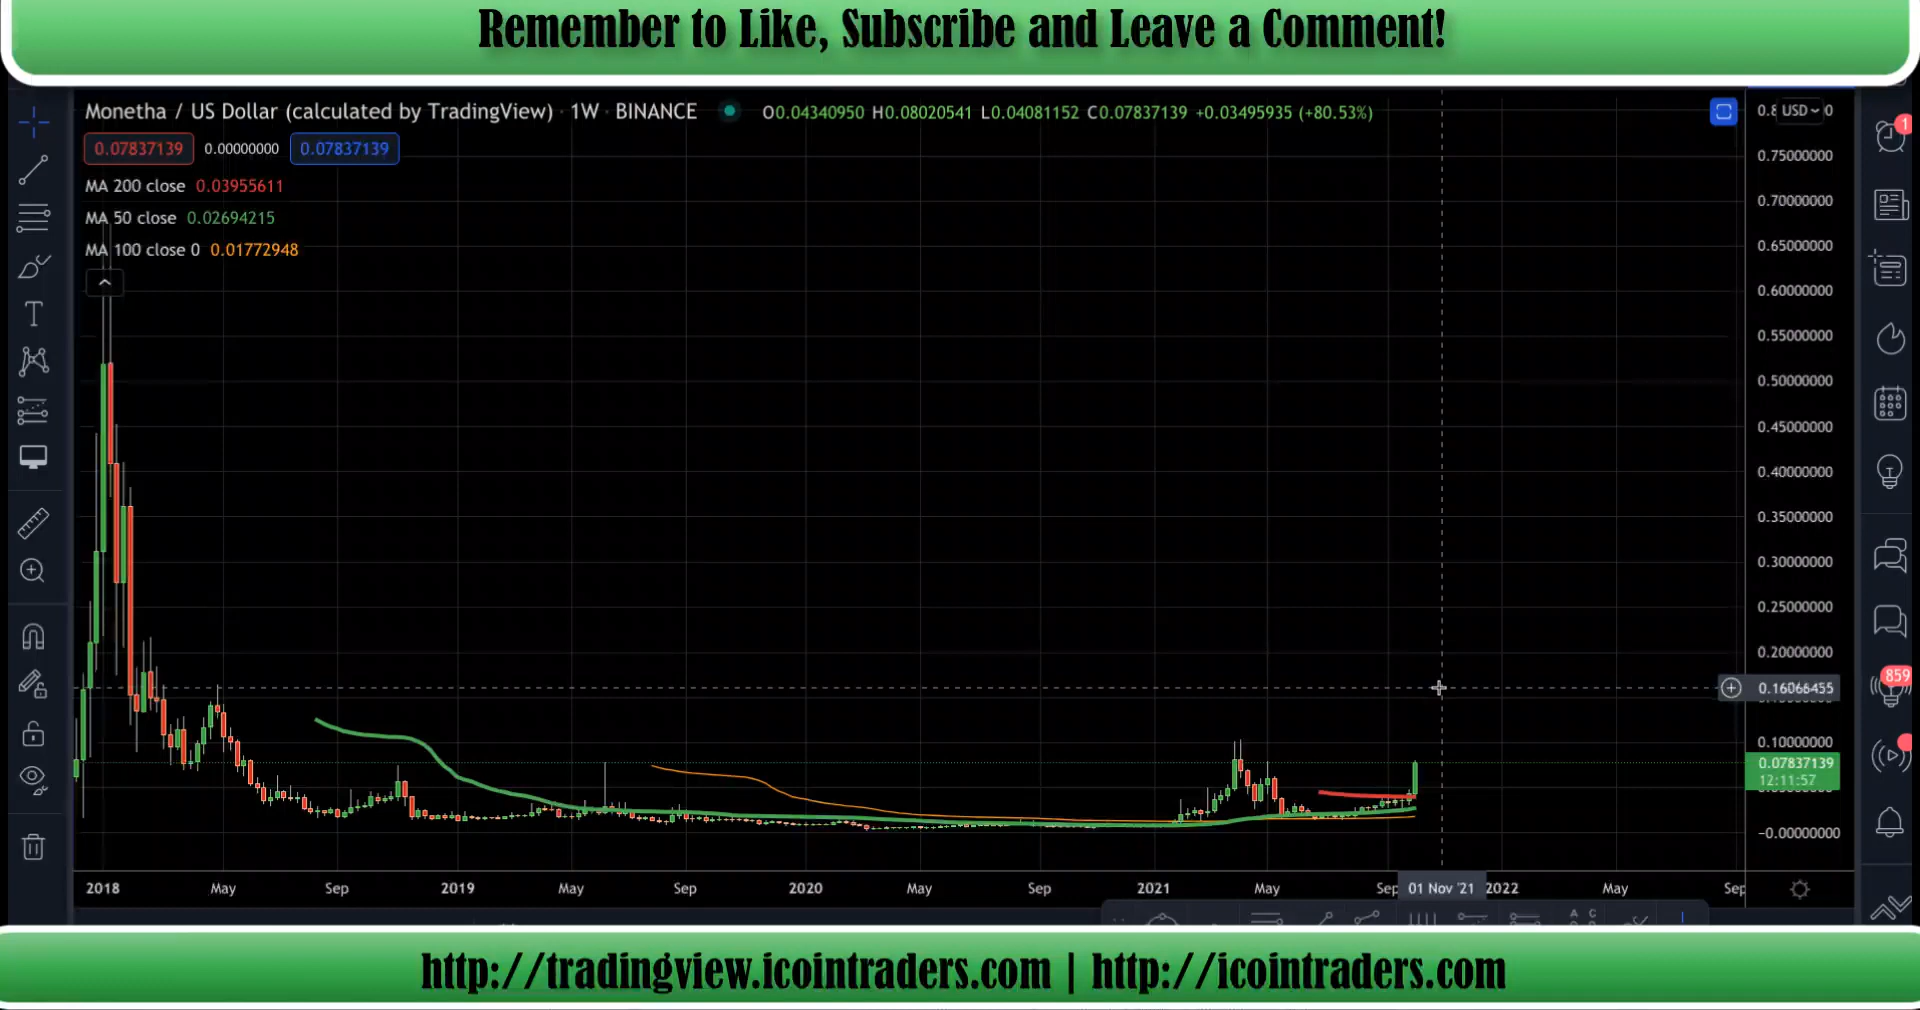 Remember to Like, Subscribe and Leave a Comment!
Monetha / US Dollar (calculated by TradingView) · 1W · BINANCE O0.04340950 H0.08020541 L0.04081152 C0.07837139 +0.03495935 (+80.53%)
0.07837139 0.00000000 0.07837139
MA 200 close 0.03955611
MA 50 close 0.02694215
MA 100 close 0 0.01772948
USD
1
0.75000000
0.70000000
0.65000000
0.60000000
0.55000000
0.50000000
0.45000000
0.40000000
0.35000000
0.30000000
0.25000000
0.20000000
859
0.16066455
0.10000000
0.07837139
12:11:57
-0.00000000
2018 May Sep 2019 May Sep 2020 May Sep 2021 May Sep 01 Nov '21 2022 May Sep
http://tradingview.icointraders.com | http://icointraders.com